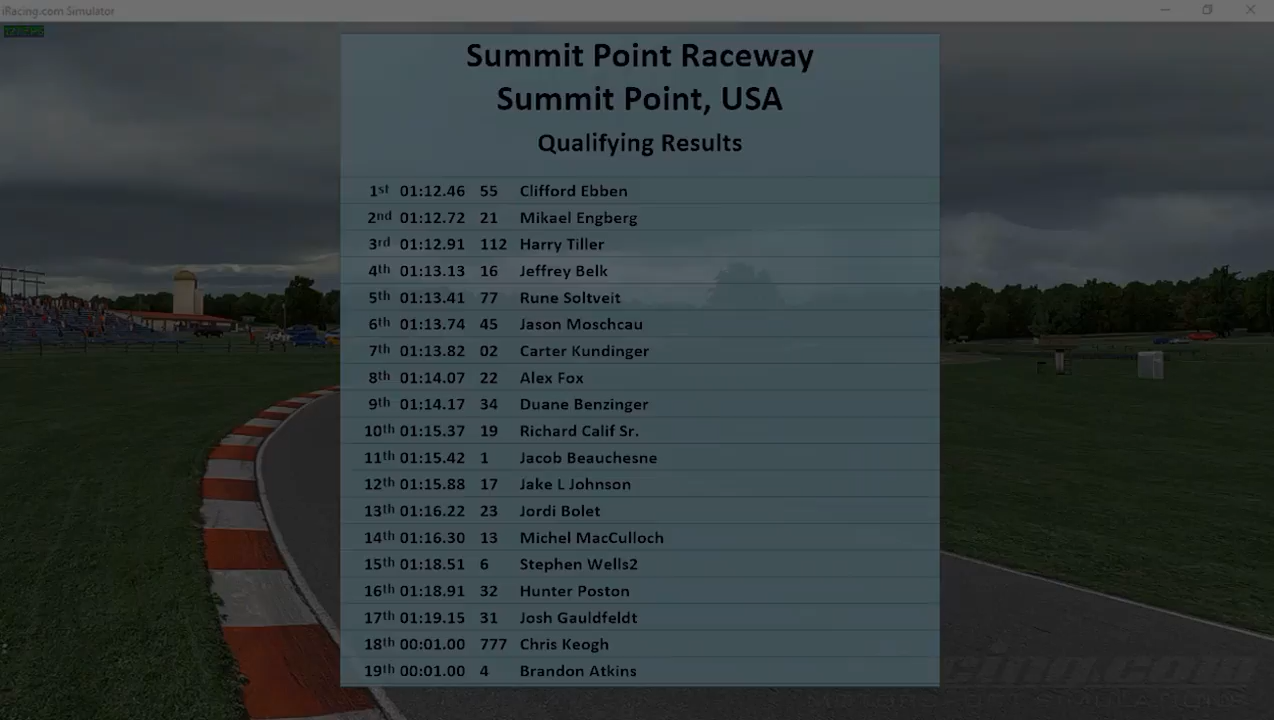 iRacing.com Simulator
Summit Point Raceway
Summit Point, USA
Qualifying Results
1st 01:12.46 55 Clifford Ebben
2nd 01:12.72 21 Mikael Engberg
3rd 01:12.91 112 Harry Tiller
4th 01:13.13 16 Jeffrey Belk
5th 01:13.41 77 Rune Soltveit
6th 01:13.74 45 Jason Moschcau
7th 01:13.82 02 Carter Kundinger
8th 01:14.07 22 Alex Fox
9th 01:14.17 34 Duane Benzinger
10th 01:15.37 19 Richard Calif Sr.
11th 01:15.42 1 Jacob Beauchesne
12th 01:15.88 17 Jake L Johnson
13th 01:16.22 23 Jordi Bolet
14th 01:16.30 13 Michel MacCulloch
15th 01:18.51 6 Stephen Wells2
16th 01:18.91 32 Hunter Poston
17th 01:19.15 31 Josh Gauldfeldt
18th 00:01.00 777 Chris Keogh
19th 00:01.00 4 Brandon Atkins